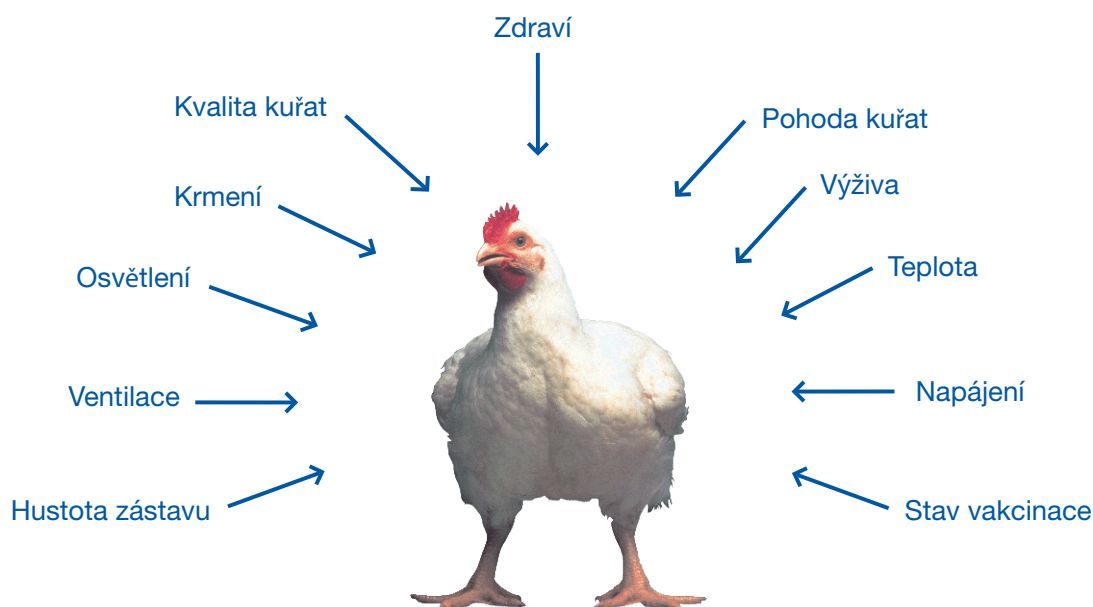 Zdraví
Kvalita kuřat
Pohoda kuřat
Krmení
Výživa
Osvětlení
Teplota
Ventilace
Napájení
Hustota zástavu
Stav vakcinace